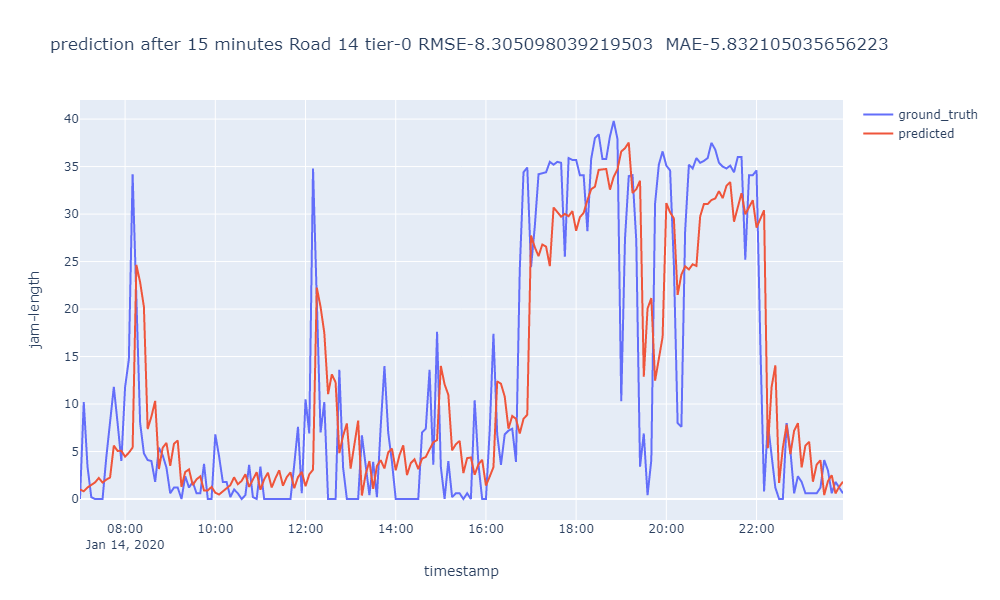 prediction after 15 minutes Road 14 tier-0 RMSE-8.305098039219503 MAE-5.832105035656223
ground_truth
predicted
40
35
30
25
20
15
10
5
0
jam-length
08:00 10:00 12:00 14:00 16:00 18:00 20:00 22:00
Jan 14, 2020
timestamp